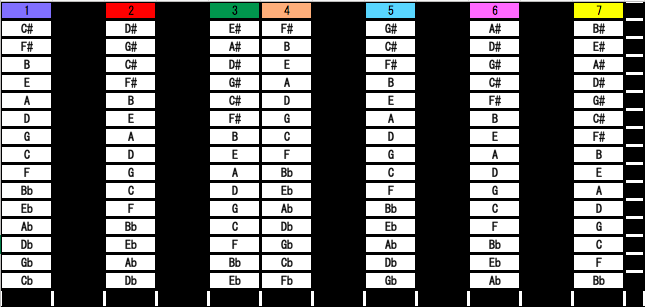 1 2 3 4 5 6 7
C# D# E# F# G# A# B#
F# G# A# B C# D# E#
B C# D# E F# G# A#
E F# G# A B C# D#
A B C# D E F# G#
D E F# G A B C#
G A B C D E F#
C D E F G A B
F G A Bb C D E
Bb C D Eb F G A
Eb F G Ab Bb C D
Ab Bb C Db Eb F G
Db Eb F Gb Ab Bb C
Gb Ab Bb Cb Db Eb F
Cb Db Eb Fb Gb Ab Bb